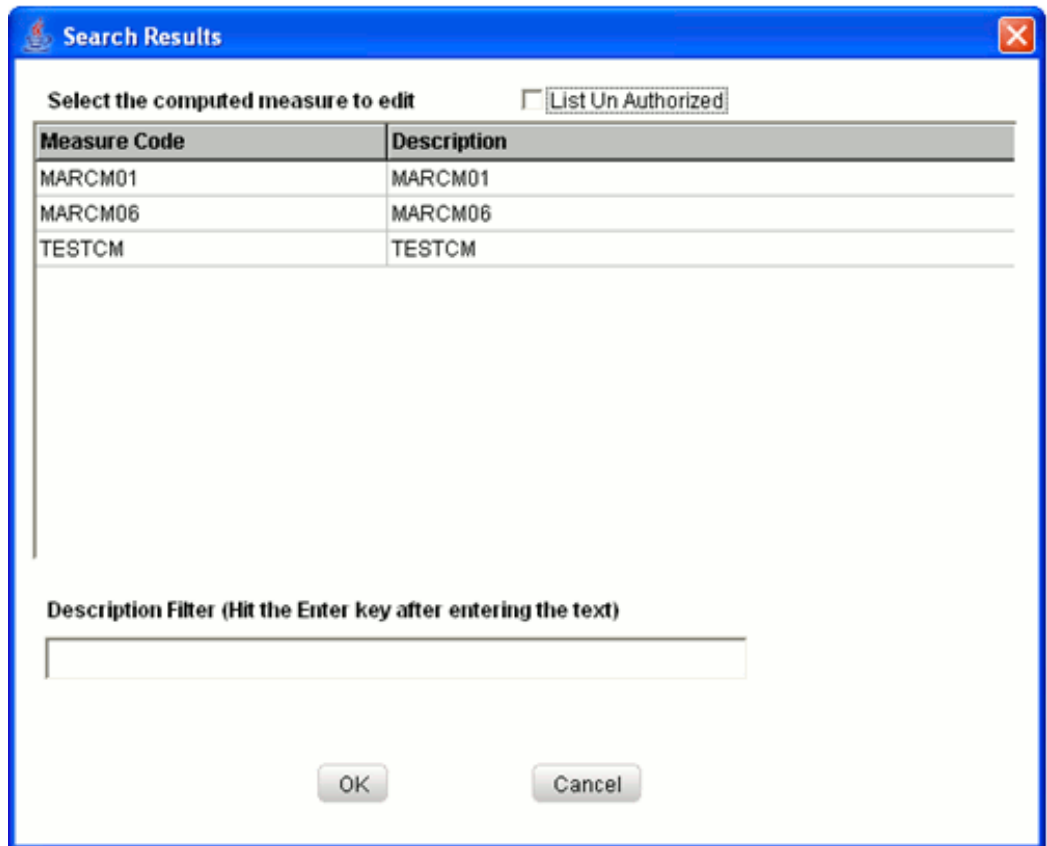 Search Results
Select the computed measure to edit List Un Authorized
Measure Code Description
MARCM01 MARCM01
MARCM06 MARCM06
TESTCM TESTCM
Description Filter (Hit the Enter key after entering the text)
OK Cancel